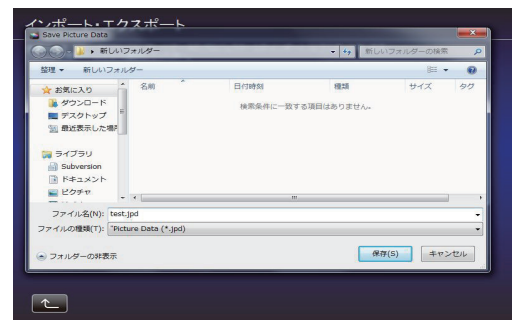 インポート・エクスポート
Save Picture Data
新しいフォルダー
新しいフォルダーの検索
整理
新しいフォルダー
名前
日付時刻
種類
サイズ
タグ
検索条件に一致する項目はありません。
お気に入り
ダウンロード
デスクトップ
最近表示した場所
ライブラリ
Subversion
ドキュメント
ピクチャ
ファイル名(N): test.jpd
ファイルの種類(T): "Picture Data (*.jpd)
フォルダーの非表示
保存(S)
キャンセル